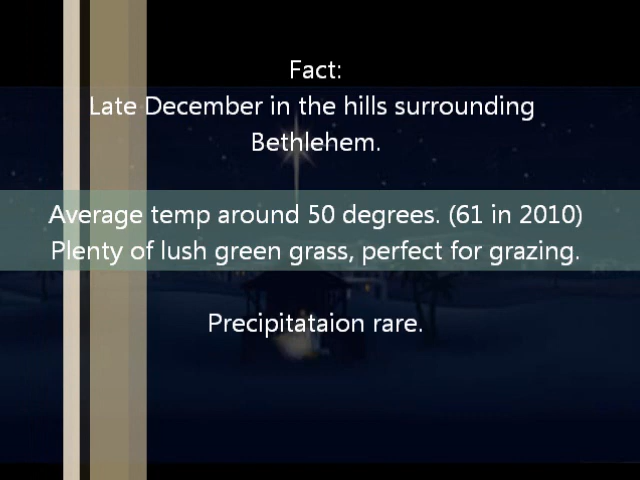 Fact:
Late December in the hills surrounding
Bethlehem.
Average temp around 50 degrees. (61 in 2010)
Plenty of lush green grass, perfect for grazing.
Precipitataion rare.